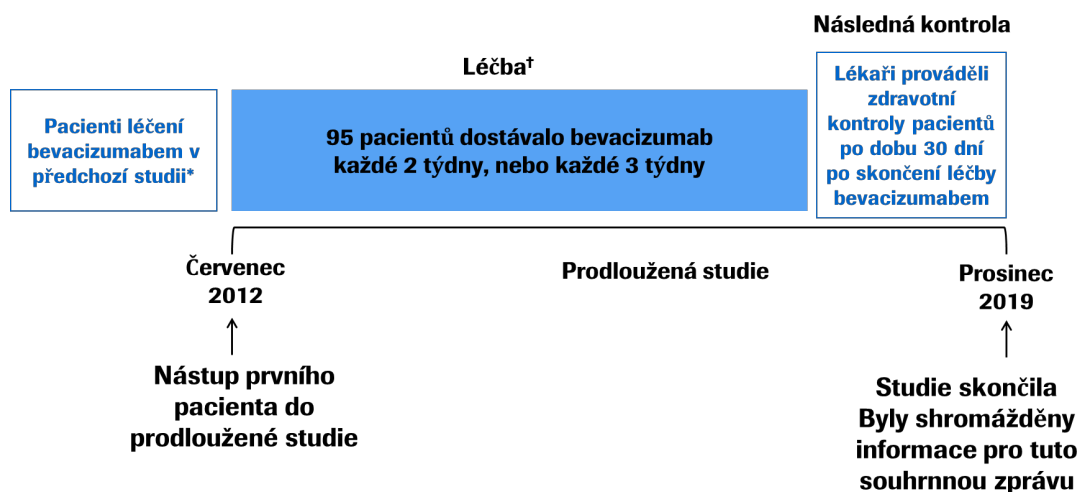 Následná kontrola
Léčba†
Pacienti léčení
bevacizumabem v
předchozí studii*
95 pacientů dostávalo bevacizumab
každé 2 týdny, nebo každé 3 týdny
Lékaři prováděli
zdravotní
kontroly pacientů
po dobu 30 dní
po skončení léčby
bevacizumabem
Červenec
2012
Prodloužená studie
Prosinec
2019
Nástup prvního
pacienta do
prodloužené studie
Studie skončila
Byly shromážděny
informace pro tuto
souhrnnou zprávu